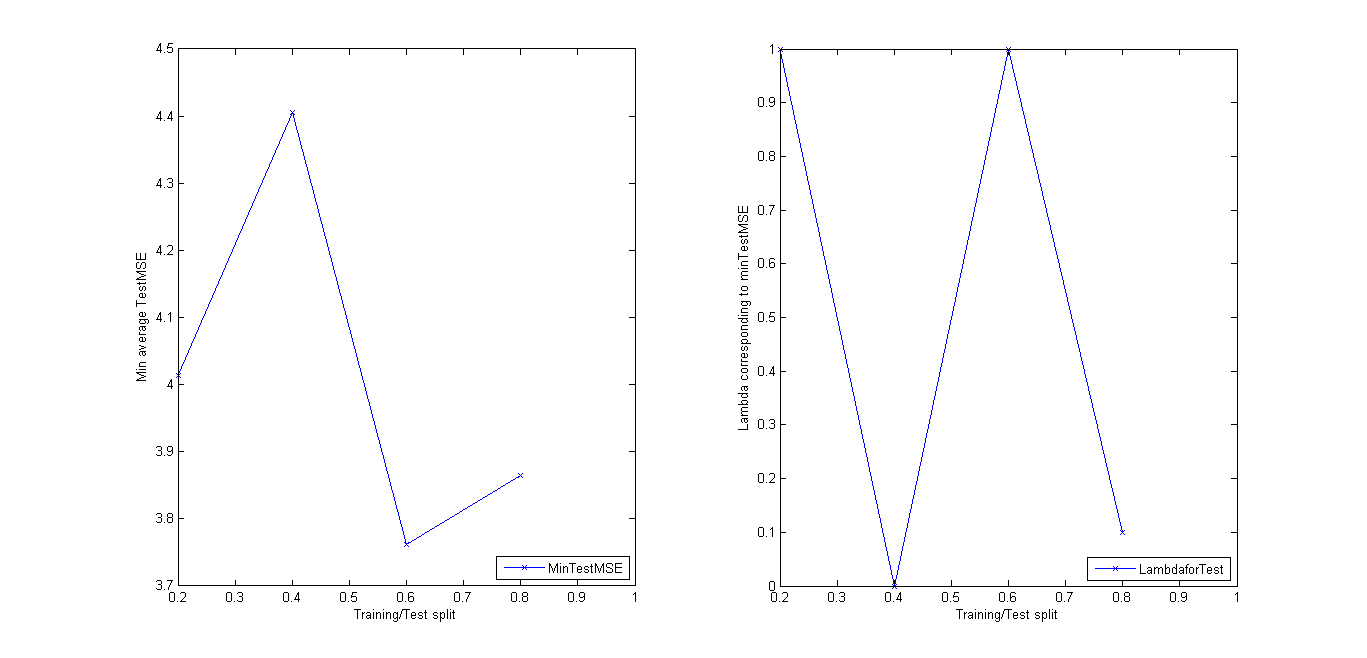 4.5
4.4
4.3
4.2
4.1
4
3.9
3.8
3.7
Min average TestMSE
0.2 0.3 0.4 0.5 0.6 0.7 0.8 0.9 1
Training/Test split
MinTestMSE
1
0.9
0.8
0.7
0.6
0.5
0.4
0.3
0.2
0.1
0
Lambda corresponding to minTestMSE
0.2 0.3 0.4 0.5 0.6 0.7 0.8 0.9 1
Training/Test split
LambdaforTest